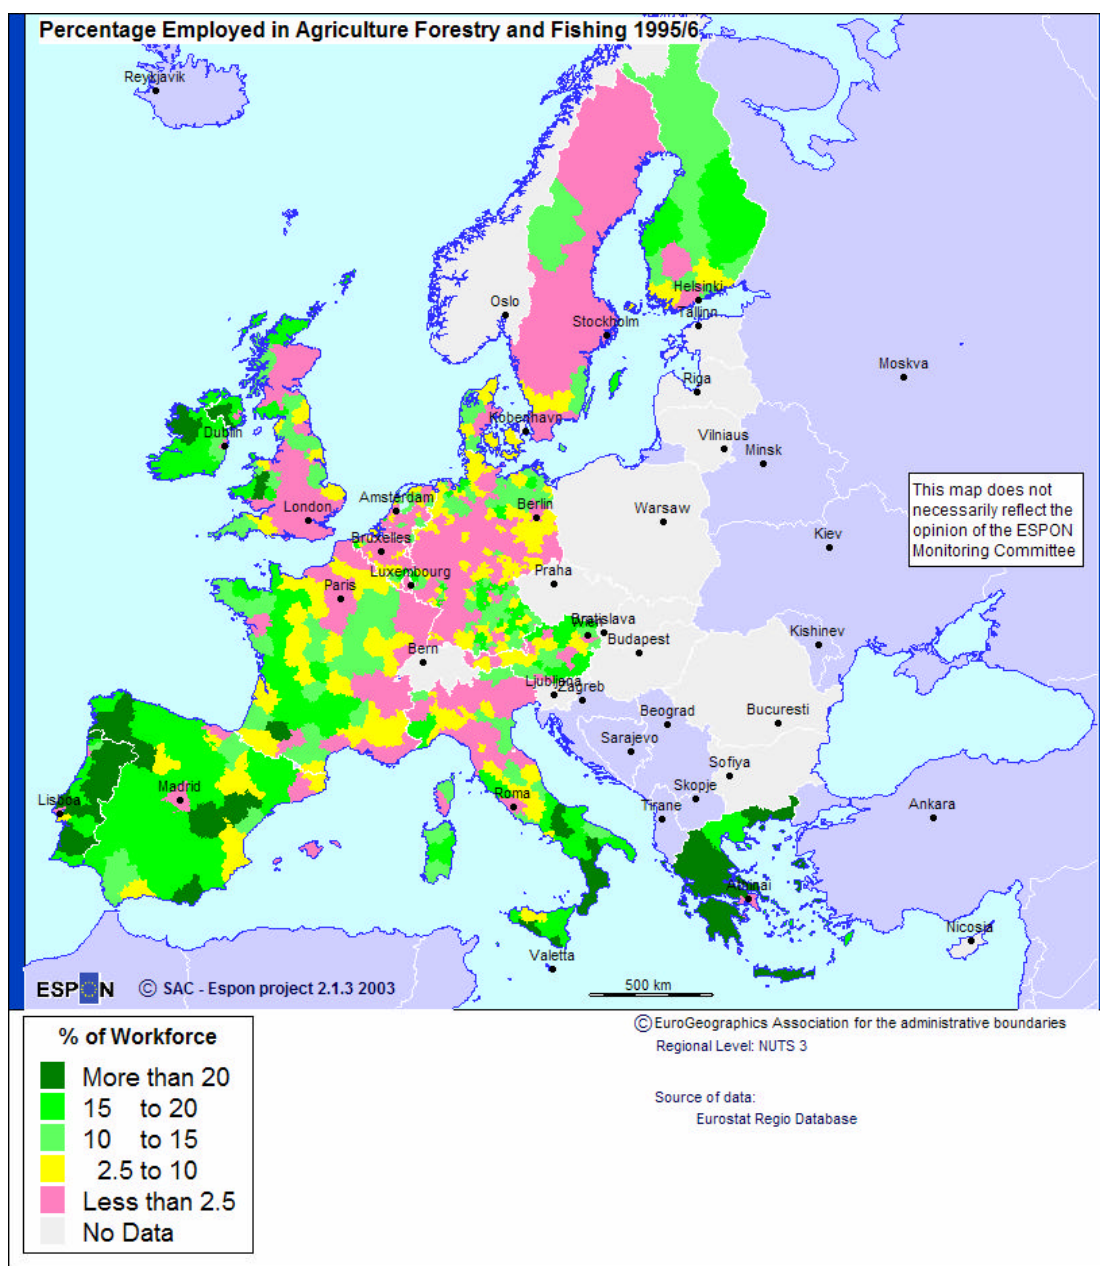 Percentage Employed in Agriculture Forestry and Fishing 1995/6
Reykjavik
Oslo
Helsinki
Tallinn
Stockholm
Moskva
Riga
København
Vilniaus
Minsk
Dublin
This map does not
necessarily reflect the
opinion of the ESPON
Monitoring Committee
Amsterdam
Berlin
Warsaw
London
Kiev
Bruxelles
Luxembourg
Praha
Paris
Bratislava
Wien
Budapest
Kishinev
Bern
Ljubljana
Zagreb
Beograd
Bucuresti
Sarajevo
Sofiya
Skopje
Madrid
Roma
Lisboa
Tirane
Ankara
Athinai
Nicosia
Valetta
ESPON © SAC - Espon project 2.1.3 2003
500 km
© EuroGeographics Association for the administrative boundaries
Regional Level: NUTS 3
Source of data:
Eurostat Regio Database
% of Workforce
More than 20
15 to 20
10 to 15
2.5 to 10
Less than 2.5
No Data